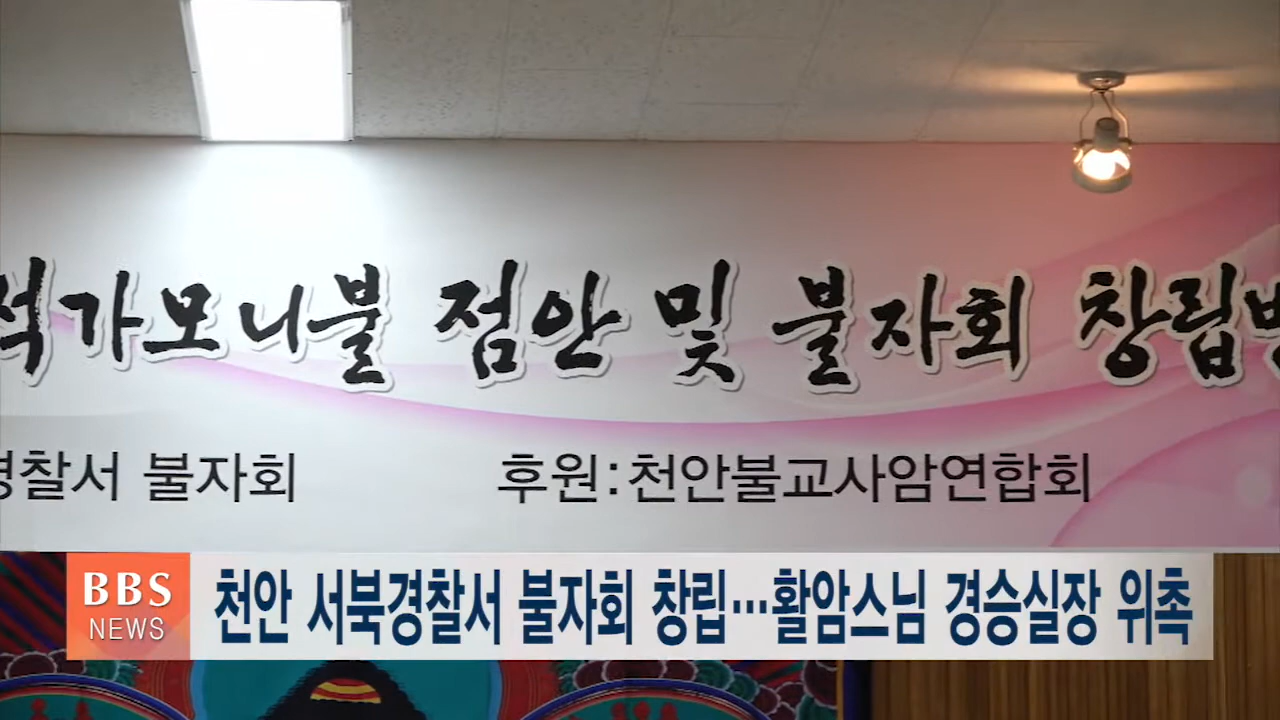 석가모니불 점안 및 불자회 창립
경찰서 불자회
후원:천안불교사암연합회
BBS
NEWS
천안 서북경찰서 불자회 창립…활암스님 경승실장 위촉